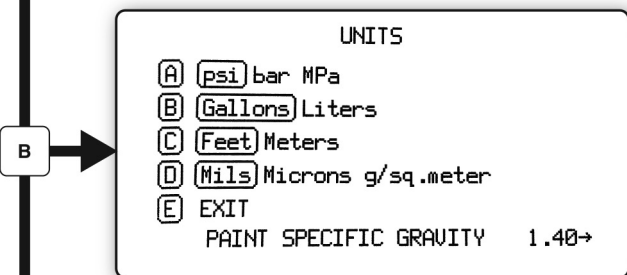 UNITS
A psi bar MPa
B Gallons Liters
B
C Feet Meters
D Mils Microns g/sq.meter
E EXIT
PAINT SPECIFIC GRAVITY 1.40→